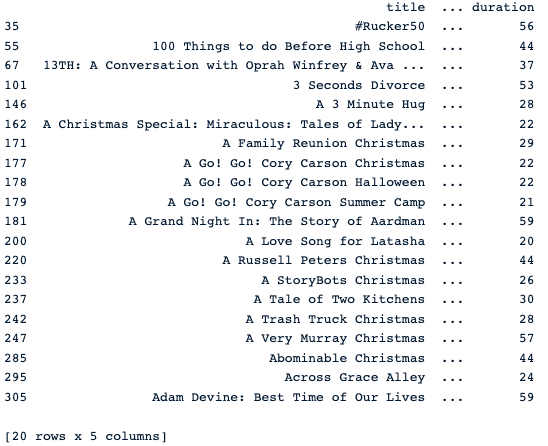 title ... duration
35 #Rucker50 ... 56
55 100 Things to do Before High School ... 44
67 13TH: A Conversation with Oprah Winfrey & Ava ... ... 37
101 3 Seconds Divorce ... 53
146 A 3 Minute Hug ... 28
162 A Christmas Special: Miraculous: Tales of Lady... ... 22
171 A Family Reunion Christmas ... 29
177 A Go! Go! Cory Carson Christmas ... 22
178 A Go! Go! Cory Carson Halloween ... 22
179 A Go! Go! Cory Carson Summer Camp ... 21
181 A Grand Night In: The Story of Aardman ... 59
200 A Love Song for Latasha ... 20
220 A Russell Peters Christmas ... 44
233 A StoryBots Christmas ... 26
237 A Tale of Two Kitchens ... 30
242 A Trash Truck Christmas ... 28
247 A Very Murray Christmas ... 57
285 Abominable Christmas ... 44
295 Across Grace Alley ... 24
305 Adam Devine: Best Time of Our Lives ... 59
[20 rows x 5 columns]